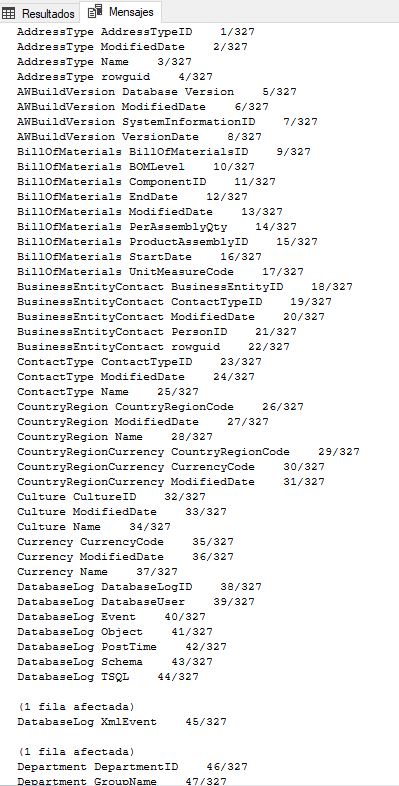 Resultados Mensajes
AddressType AddressTypeID 1/327
AddressType ModifiedDate 2/327
AddressType Name 3/327
AddressType rowguid 4/327
AWBuildVersion Database Version 5/327
AWBuildVersion ModifiedDate 6/327
AWBuildVersion SystemInformationID 7/327
AWBuildVersion VersionDate 8/327
BillOfMaterials BillOfMaterialsID 9/327
BillOfMaterials BOMLevel 10/327
BillOfMaterials ComponentID 11/327
BillOfMaterials EndDate 12/327
BillOfMaterials ModifiedDate 13/327
BillOfMaterials PerAssemblyQty 14/327
BillOfMaterials ProductAssemblyID 15/327
BillOfMaterials StartDate 16/327
BillOfMaterials UnitMeasureCode 17/327
BusinessEntityContact BusinessEntityID 18/327
BusinessEntityContact ContactTypeID 19/327
BusinessEntityContact ModifiedDate 20/327
BusinessEntityContact PersonID 21/327
BusinessEntityContact rowguid 22/327
ContactType ContactTypeID 23/327
ContactType ModifiedDate 24/327
ContactType Name 25/327
CountryRegion CountryRegionCode 26/327
CountryRegion ModifiedDate 27/327
CountryRegion Name 28/327
CountryRegionCurrency CountryRegionCode 29/327
CountryRegionCurrency CurrencyCode 30/327
CountryRegionCurrency ModifiedDate 31/327
Culture CultureID 32/327
Culture ModifiedDate 33/327
Culture Name 34/327
Currency CurrencyCode 35/327
Currency ModifiedDate 36/327
Currency Name 37/327
DatabaseLog DatabaseLogID 38/327
DatabaseLog DatabaseUser 39/327
DatabaseLog Event 40/327
DatabaseLog Object 41/327
DatabaseLog PostTime 42/327
DatabaseLog Schema 43/327
DatabaseLog TSQL 44/327
(1 fila afectada)
DatabaseLog XmlEvent 45/327
(1 fila afectada)
Department DepartmentID 46/327
Department GroupName 47/327